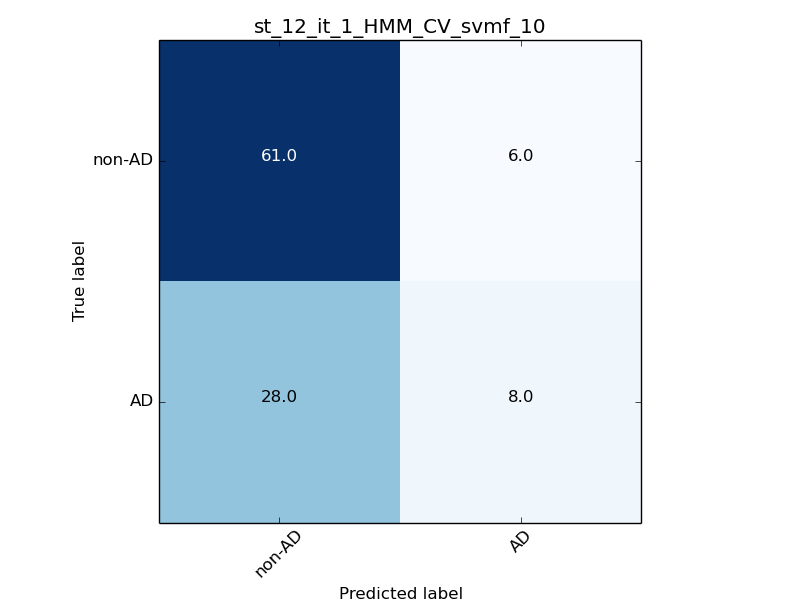 st_12_it_1_HMM_CV_svmf_10
non-AD
61.0
6.0
True label
AD
28.0
8.0
non-AD
AD
Predicted label